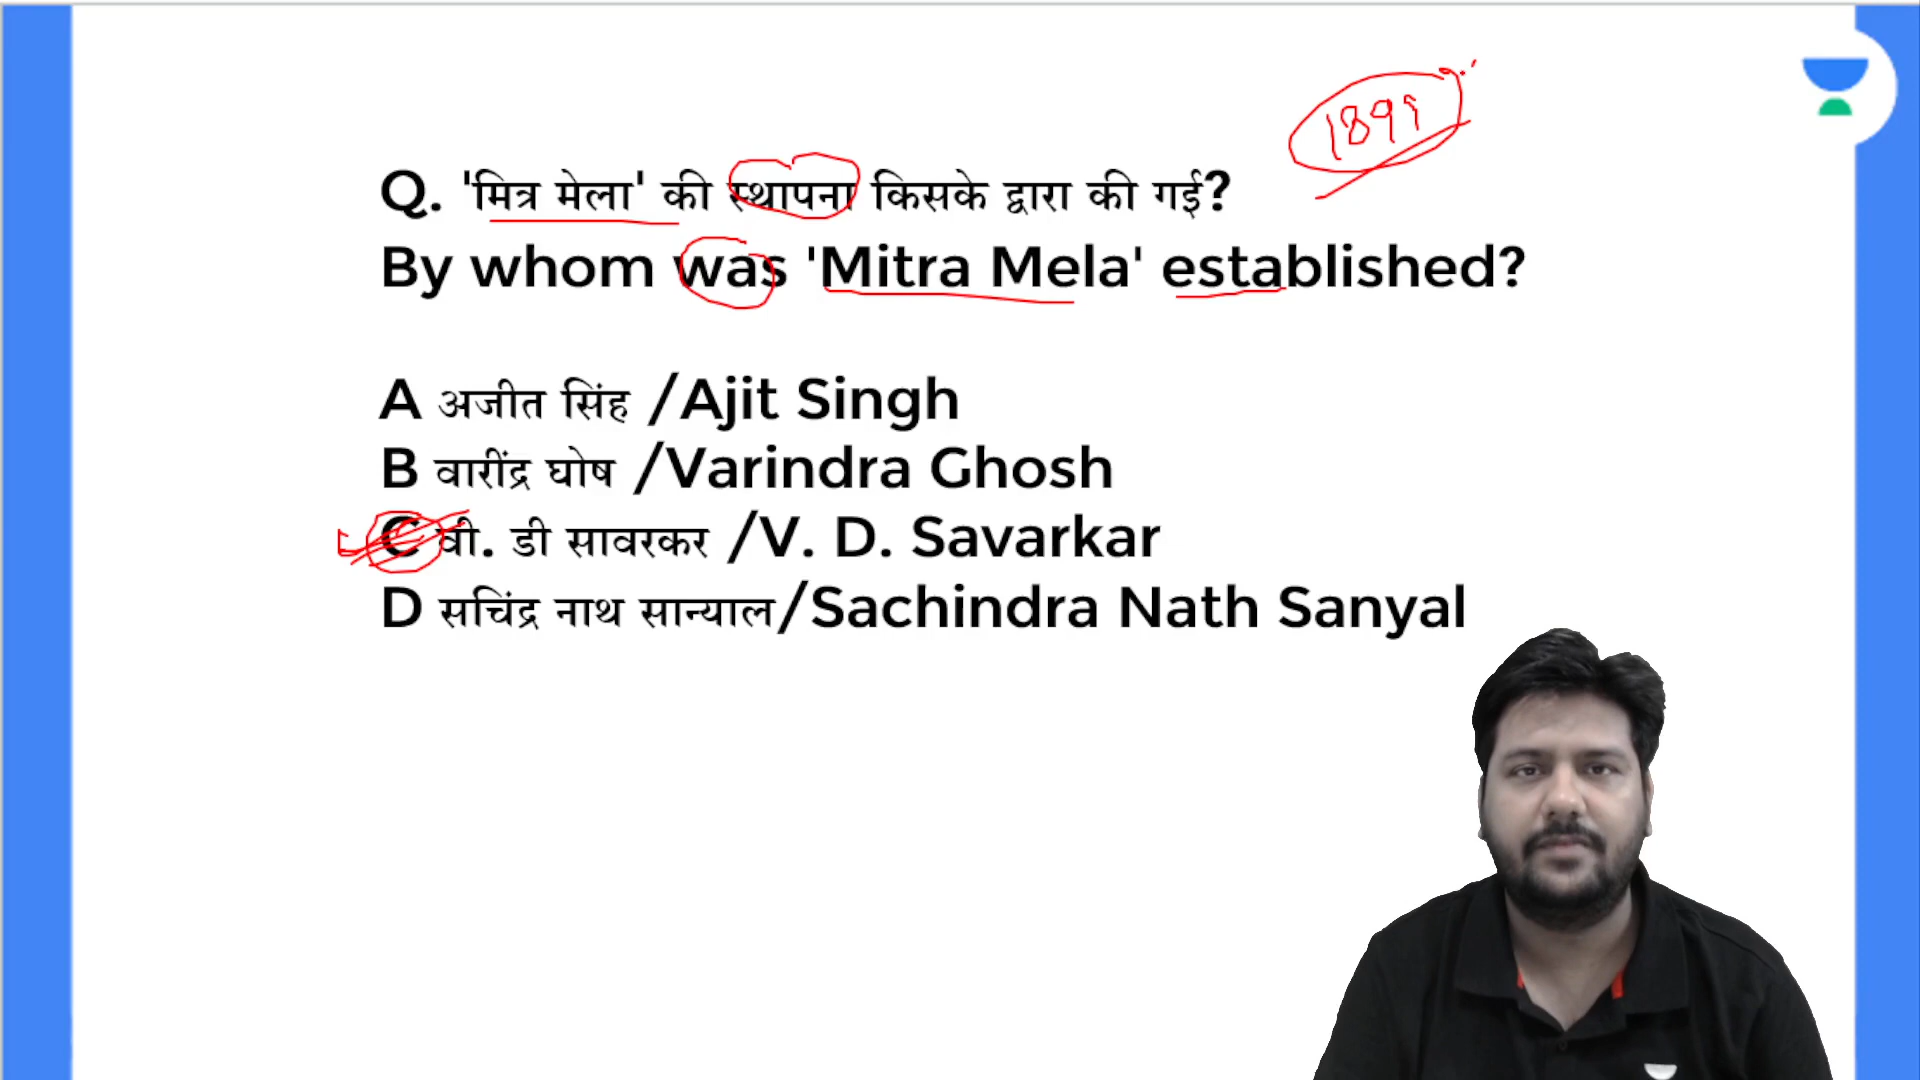 1899
Q. 'मित्र मेला' की स्थापना किसके द्वारा की गई?
By whom was 'Mitra Mela' established?
A अजीत सिंह /Ajit Singh
B वारींद्र घोष /Varindra Ghosh
C वी. डी सावरकर /V. D. Savarkar
D सचिंद्र नाथ सान्याल/Sachindra Nath Sanyal